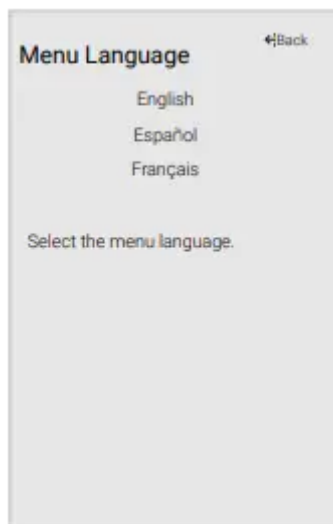 Back
Menu Language
English
Español
Français
Select the menu language.